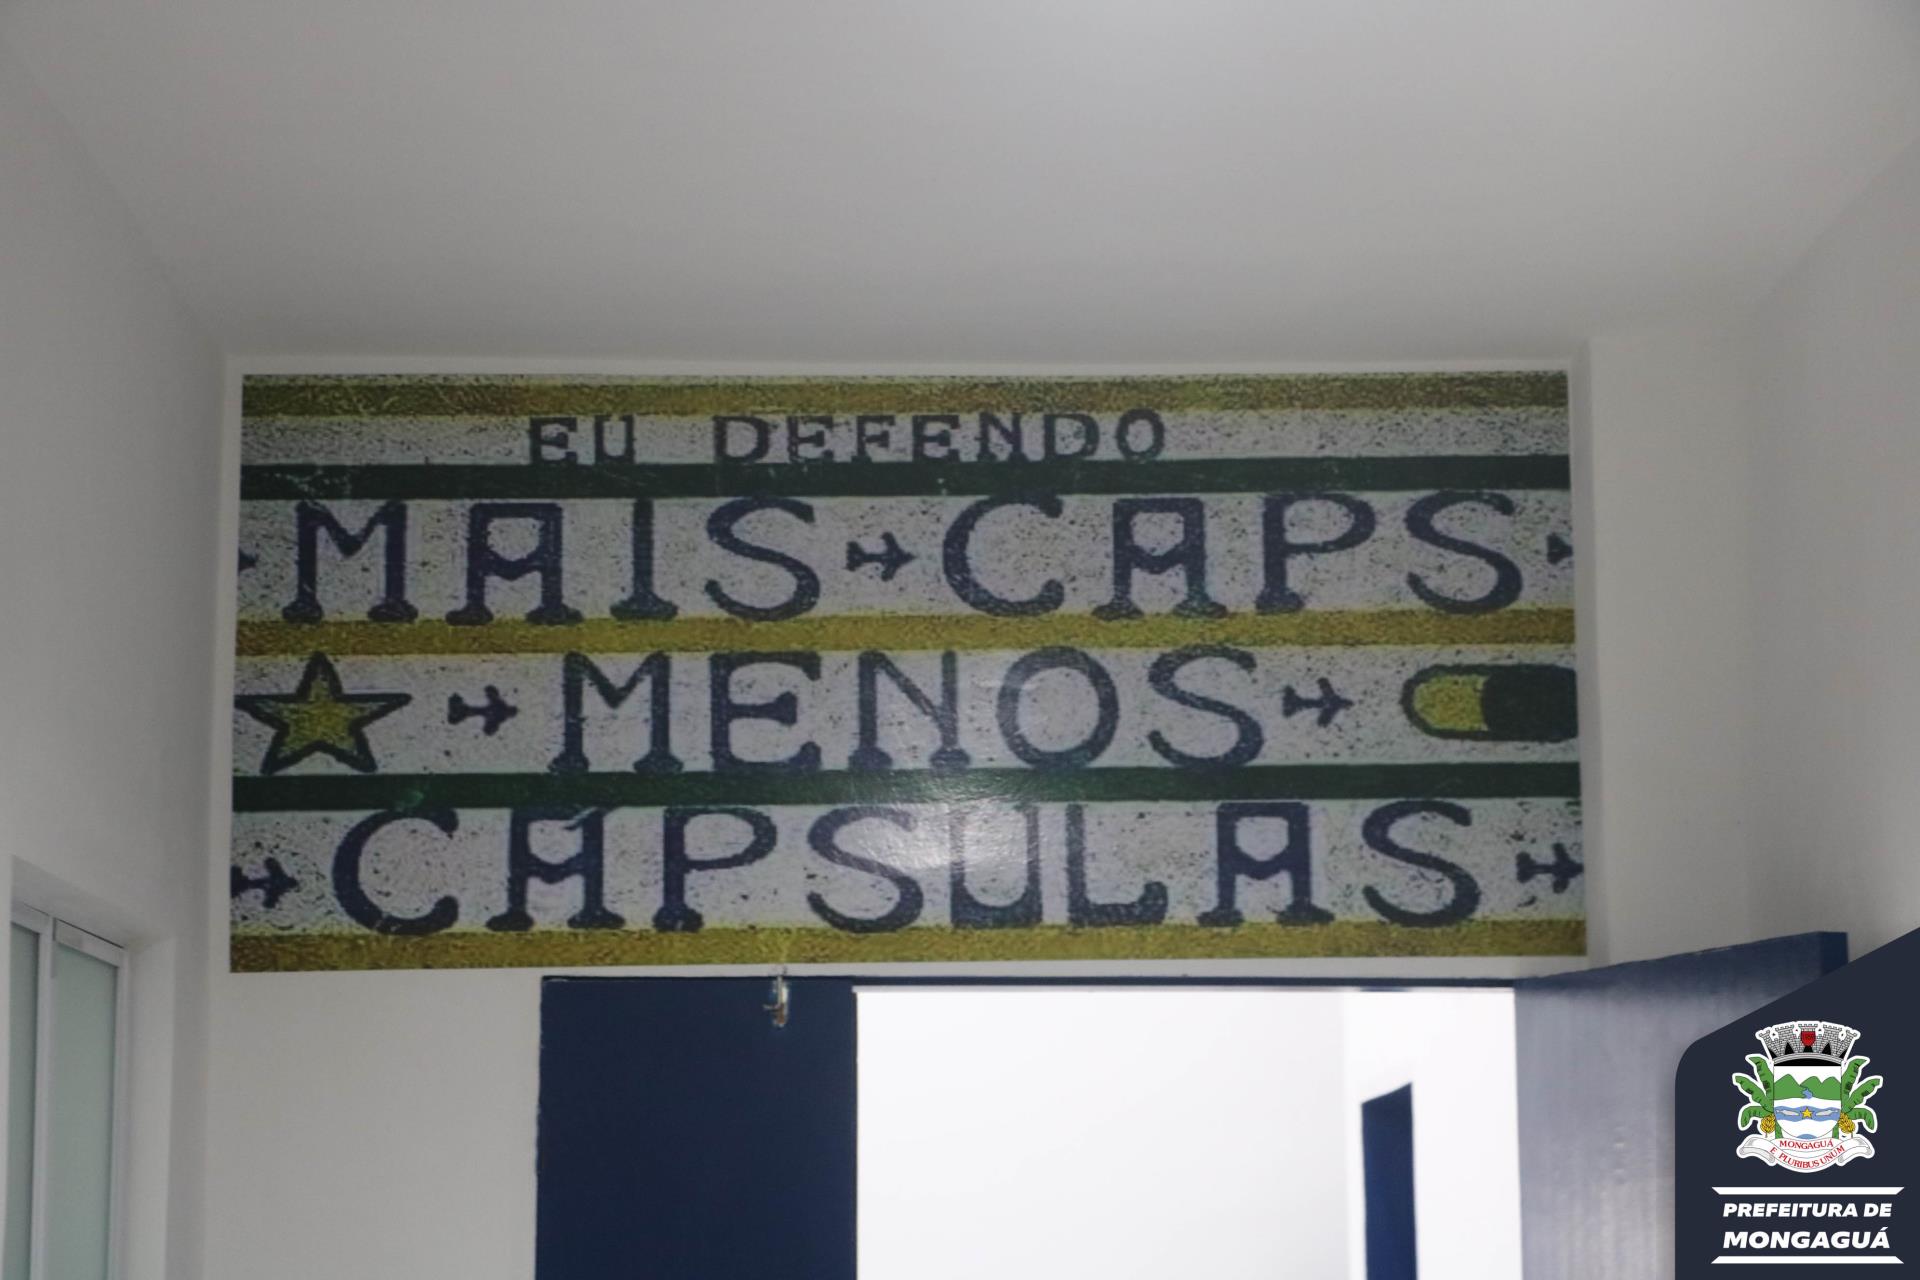 EU DEFENDO
MAIS CAPS
MENOS
CÁPSULAS
MONGAGUÁ
E PLURIBUS UNUM
PREFEITURA DE
MONGAGUÁ